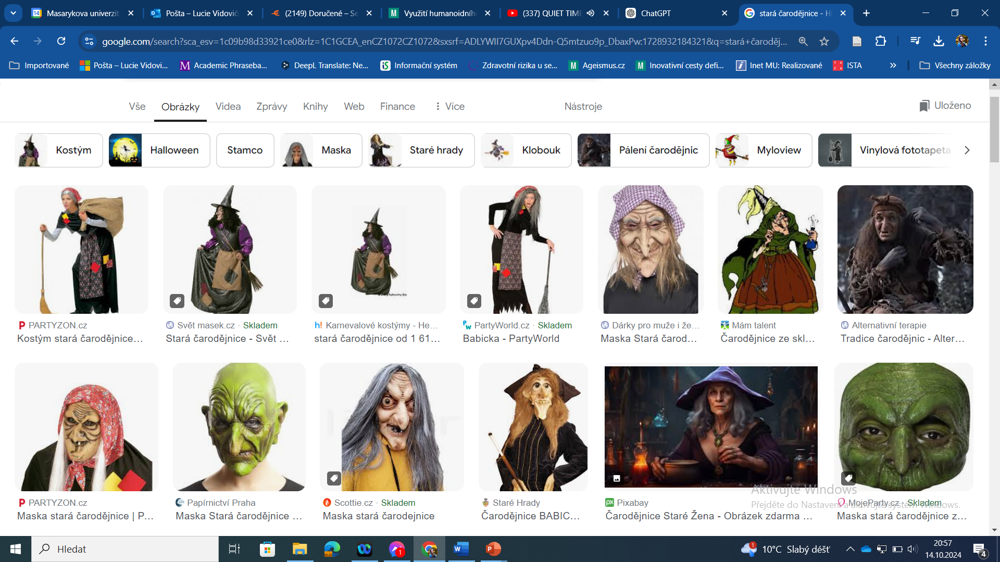 14 Masarykova univerzit
Pošta – Lucie Vidovićo
(2149) Doručené – Se
M Využití humanoidníh
(337) QUIET TIME
ChatGPT
stará čarodějnice - H
google.com/search?sca_esv=1c09b98d33921ce0&rlz=1C1GCEA_enCZ1072CZ1072&sxsrf=ADLYWII7GUXpv4Ddn-Q5mtzuo9p_DbaxPw:1728932184321&q=stará+čaroděj...
Importované
Pošta – Lucie Vidovi...
Academic Phraseba...
DeepL Translate: Ne...
Informační systém
Zdravotní rizika u se...
Ageismus.cz
Inovativní cesty defi...
Inet MU: Realizované
ISTA
»
Všechny záložky
Vše Obrázky Videa Zprávy Knihy Web Finance Více Nástroje
Uloženo
Kostým
Halloween
Stamco
Maska
Staré hrady
Klobouk
Pálení čarodějnic
Myloview
Vinylová fototapeta
PARTYZON.cz
Kostým stará čarodějnice...
Svět masek.cz · Skladem
Stará čarodějnice - Svět ...
Karnevalové kostýmy - He...
stará čarodějnice od 1 61...
PartyWorld.cz · Skladem
Babicka - PartyWorld
Dárky pro muže i že...
Maska Stará čarod...
Mám talent
Čarodějnice ze skl...
Alternativní terapie
Tradice čarodějnic - Alter...
PARTYZON.cz
Maska stará čarodějnice | P...
Papírnictví Praha
Maska Stará čarodějnice ...
Scottie.cz · Skladem
Maska stará čarodejnice
Staré Hrady
Čarodějnice BABIC...
Pixabay
Čarodějnice Staré Žena - Obrázek zdarma ...
MojeParty.cz · Skladem
Maska stará čarodějnice z...
Aktivujte Windows
Přejděte do Nastavení a aktivujte systém Windows.
Hledat
1
1
10°C Slabý déšť
20:57
14.10.2024
4